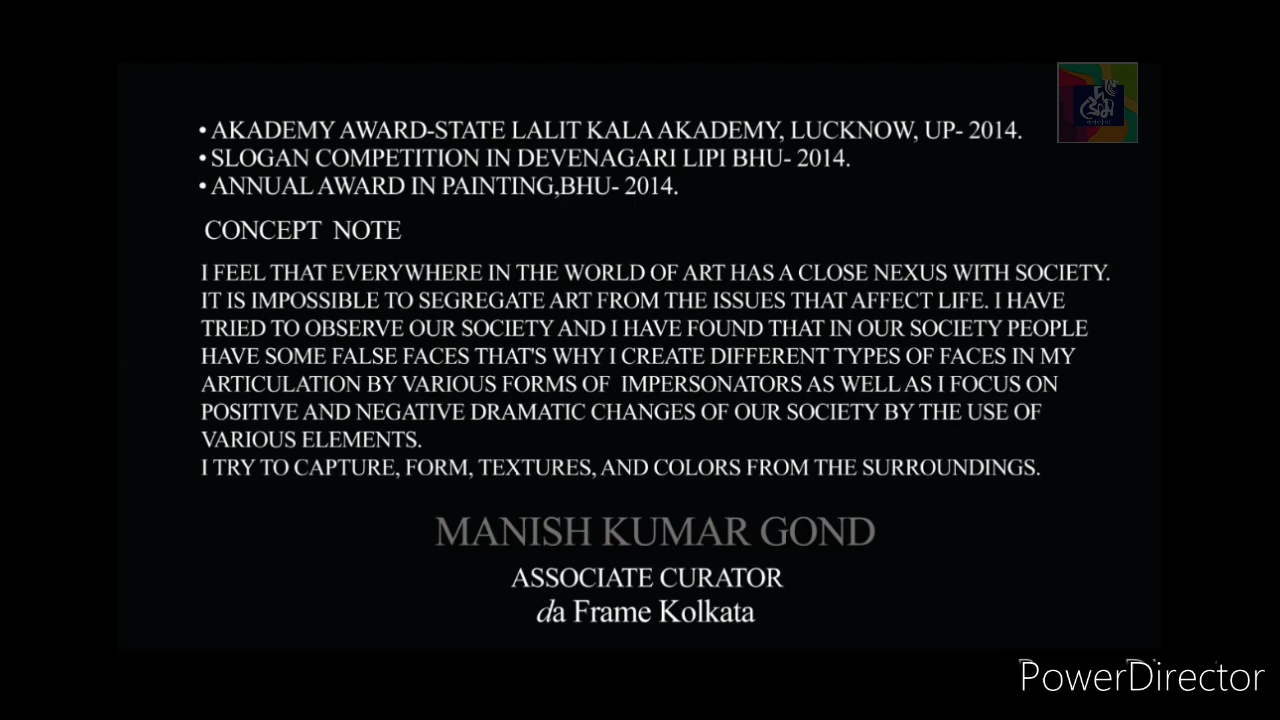 • AKADEMY AWARD-STATE LALIT KALA AKADEMY, LUCKNOW, UP- 2014.
• SLOGAN COMPETITION IN DEVENAGARI LIPI BHU- 2014.
• ANNUAL AWARD IN PAINTING,BHU- 2014.
CONCEPT NOTE
I FEEL THAT EVERYWHERE IN THE WORLD OF ART HAS A CLOSE NEXUS WITH SOCIETY.
IT IS IMPOSSIBLE TO SEGREGATE ART FROM THE ISSUES THAT AFFECT LIFE. I HAVE
TRIED TO OBSERVE OUR SOCIETY AND I HAVE FOUND THAT IN OUR SOCIETY PEOPLE
HAVE SOME FALSE FACES THAT'S WHY I CREATE DIFFERENT TYPES OF FACES IN MY
ARTICULATION BY VARIOUS FORMS OF IMPERSONATORS AS WELL AS I FOCUS ON
POSITIVE AND NEGATIVE DRAMATIC CHANGES OF OUR SOCIETY BY THE USE OF
VARIOUS ELEMENTS.
I TRY TO CAPTURE, FORM, TEXTURES, AND COLORS FROM THE SURROUNDINGS.
MANISH KUMAR GOND
ASSOCIATE CURATOR
da Frame Kolkata
PowerDirector